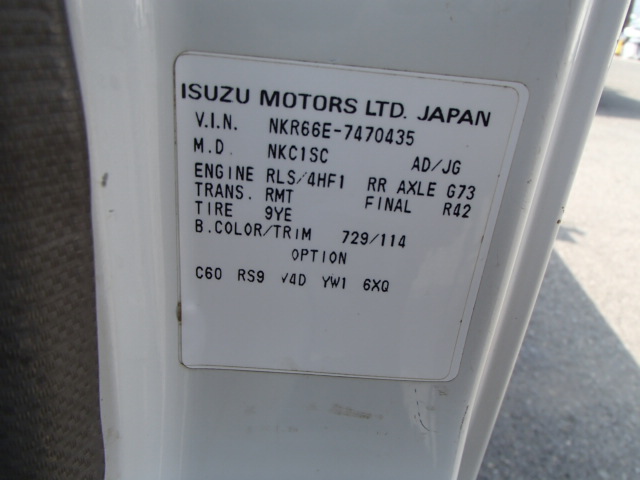 ISUZU MOTORS LTD. JAPAN
V.I.N. NKR66E-7470435
M.D. NKC1SC AD/JG
ENGINE RLS/4HF1 RR AXLE G73
TRANS. RMT FINAL R42
TIRE 9YE
B.COLOR/TRIM 729/114
OPTION
C60 RS9 V4D YW1 6XQ